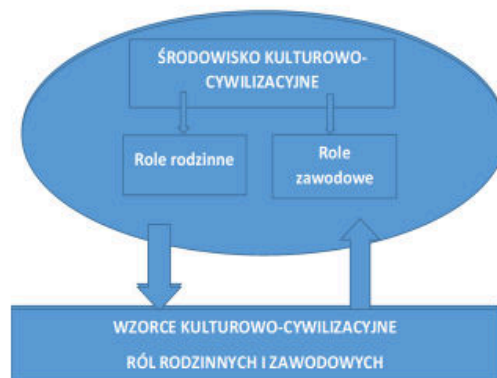 ŚRODOWISKO KULTUROWO-
CYWILIZACYJNE
Role rodzinne
Role
zawodowe
WZORCE KULTUROWO-CYWILIZACYJNE
RÓL RODZINNYCH I ZAWODOWYCH